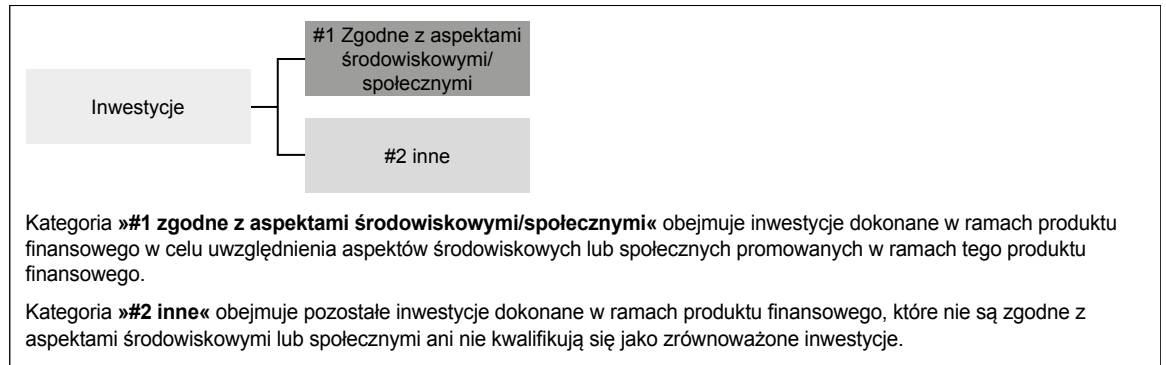 #1 Zgodne z aspektami
środowiskowymi/
społecznymi
Inwestycje
#2 inne
Kategoria »#1 zgodne z aspektami środowiskowymi/społecznymi« obejmuje inwestycje dokonane w ramach produktu
finansowego w celu uwzględnienia aspektów środowiskowych lub społecznych promowanych w ramach tego produktu
finansowego.
Kategoria »#2 inne« obejmuje pozostałe inwestycje dokonane w ramach produktu finansowego, które nie są zgodne z
aspektami środowiskowymi lub społecznymi ani nie kwalifikują się jako zrównoważone inwestycje.